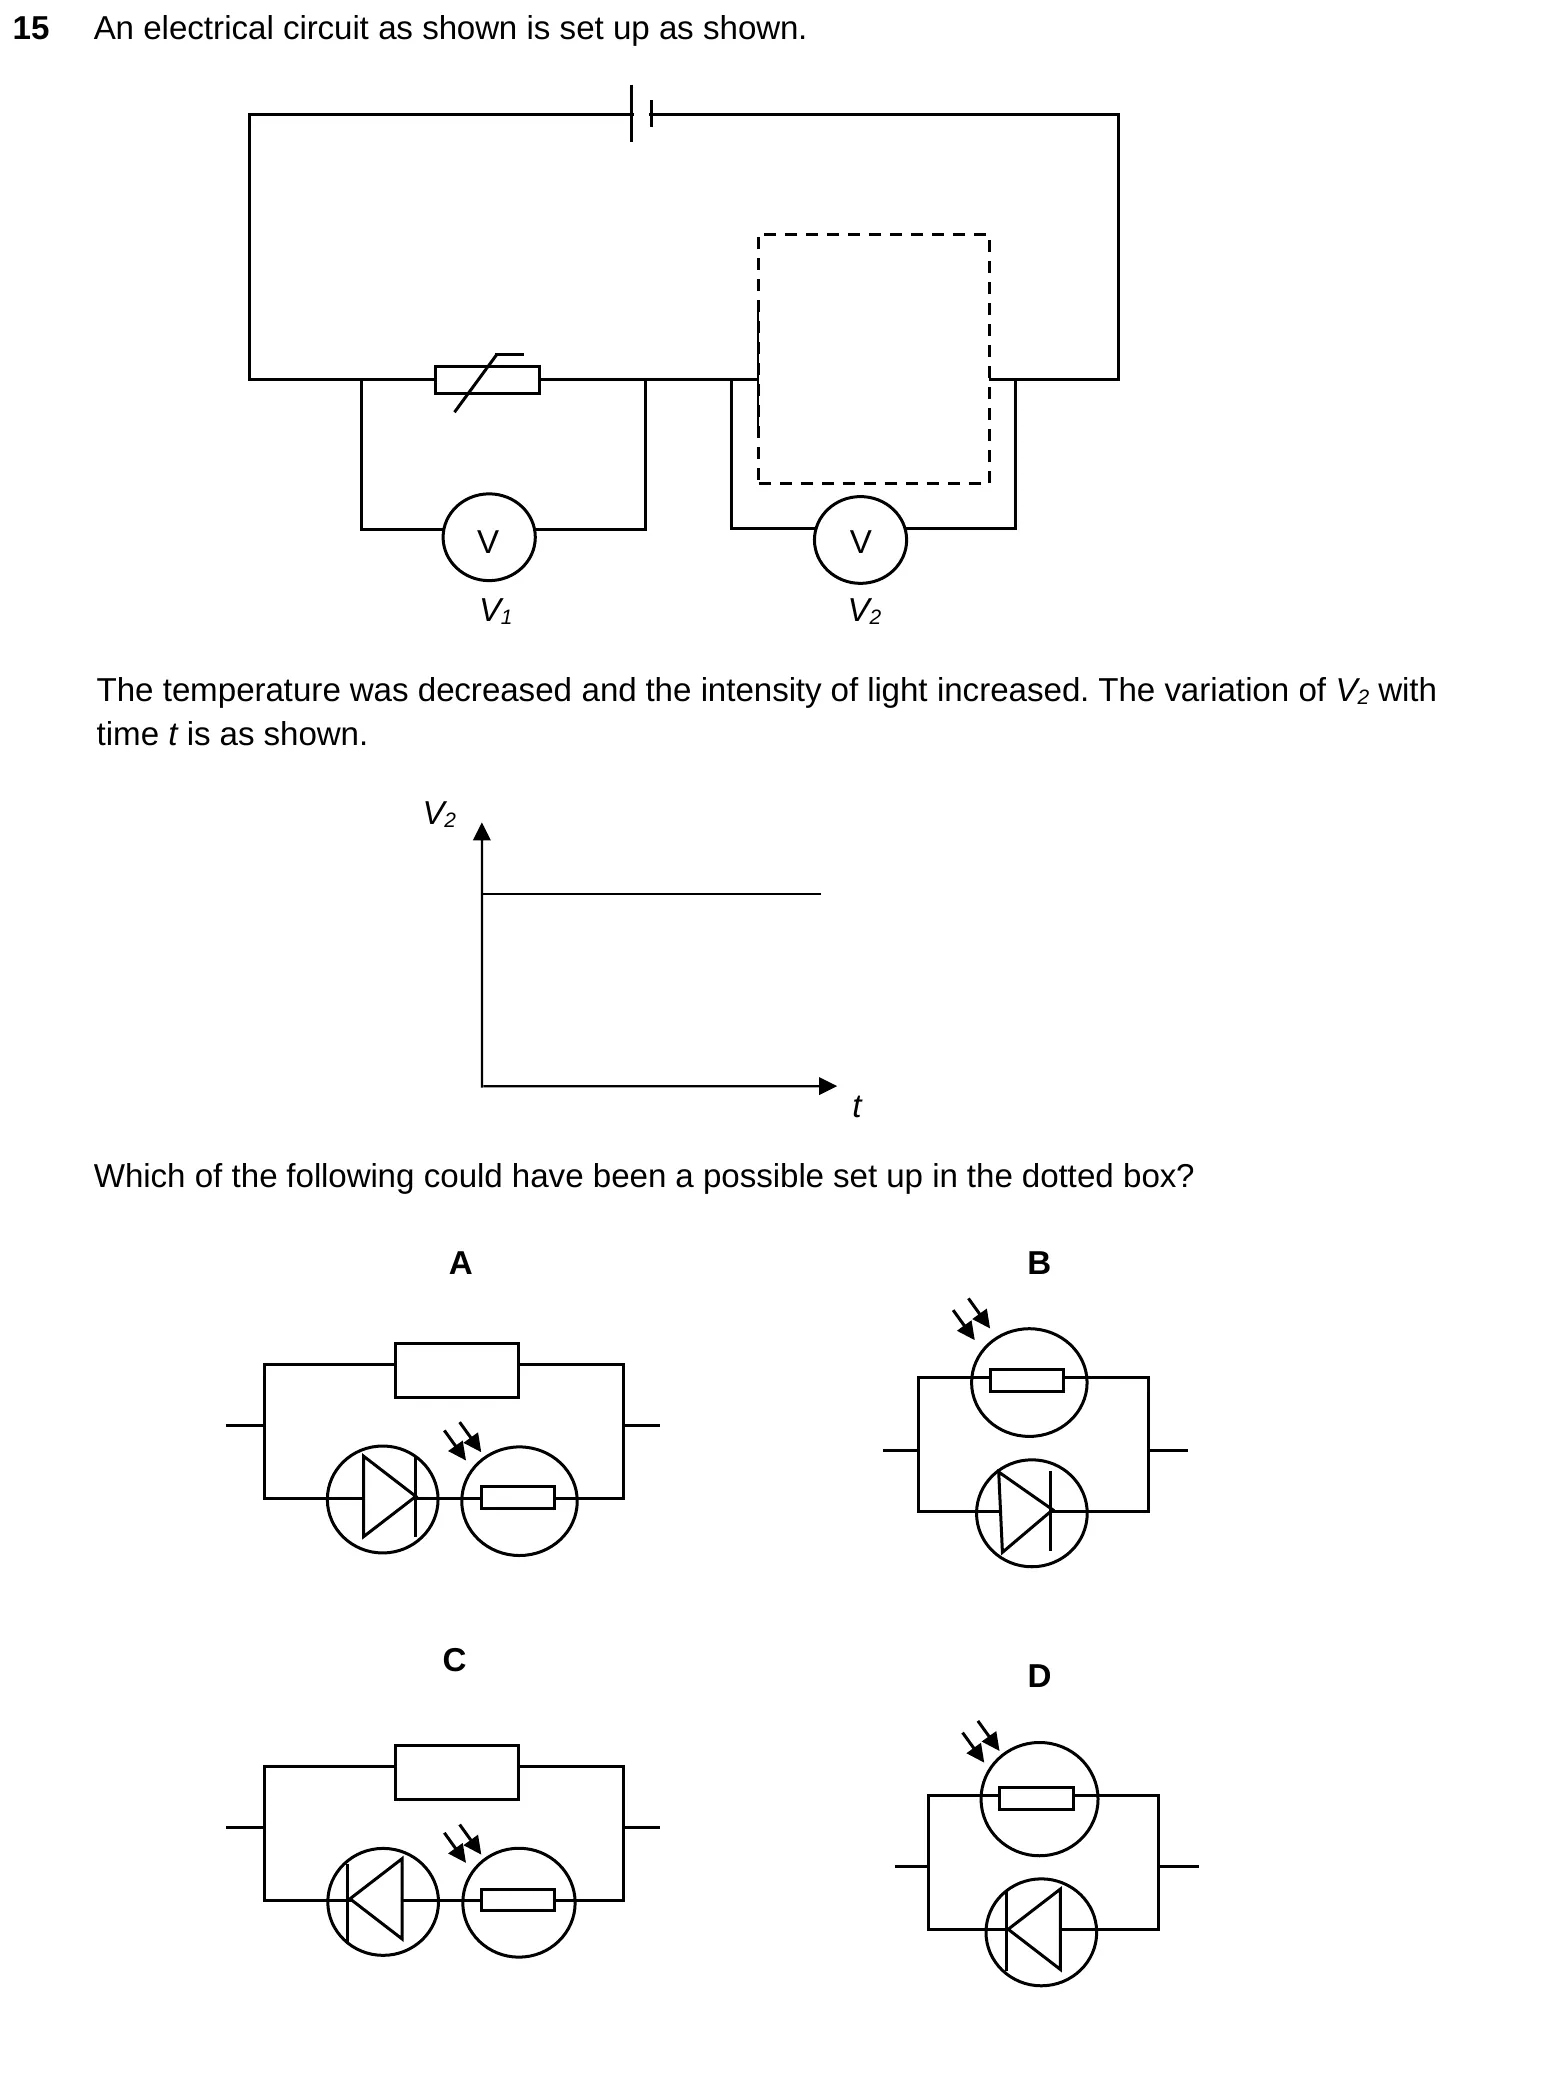 15 An electrical circuit as shown is set up as shown.
V V
V1 V2
The temperature was decreased and the intensity of light increased. The variation of V2 with
time t is as shown.
V2
t
Which of the following could have been a possible set up in the dotted box?
A B
C D